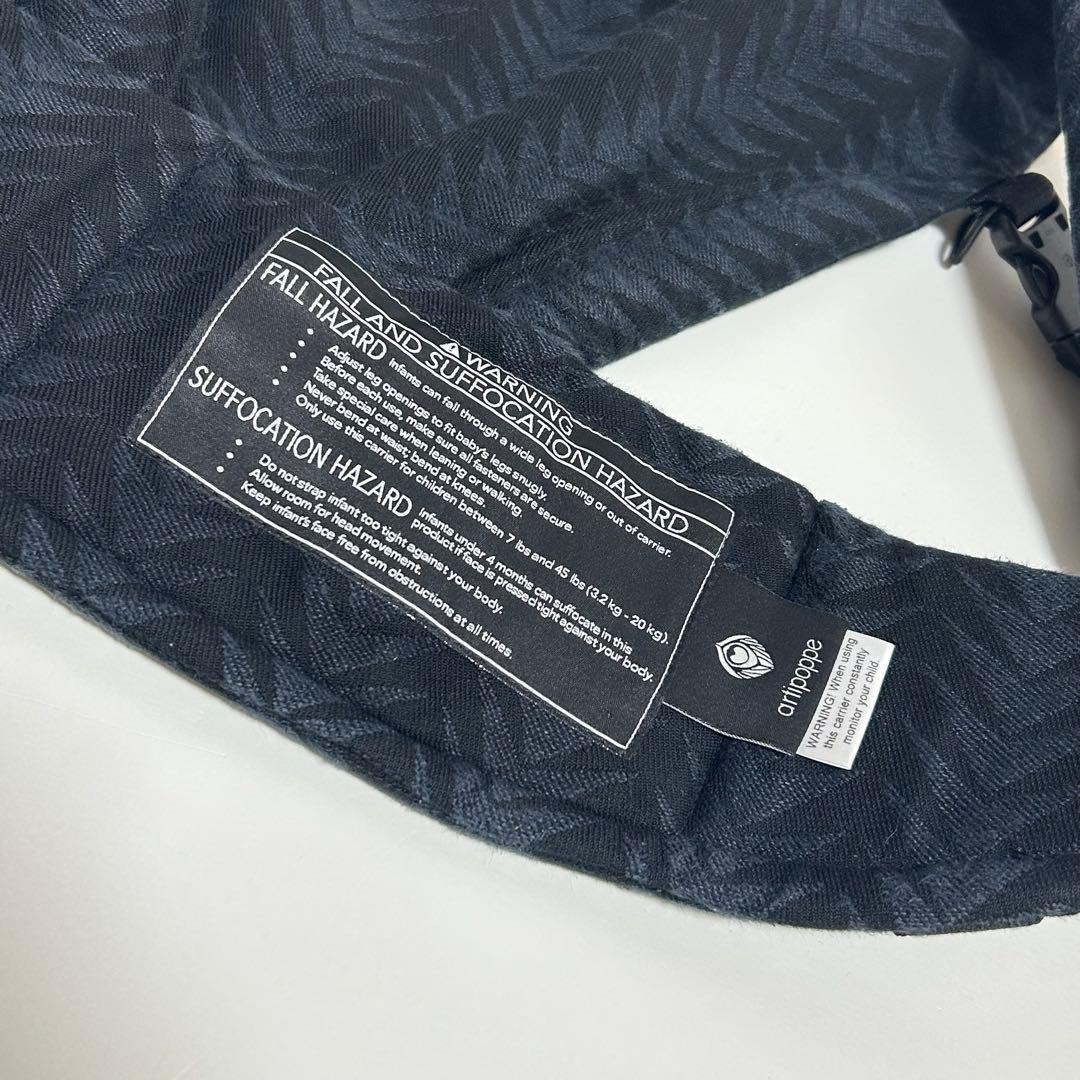 ⚠ WARNING
FALL AND SUFFOCATION HAZARD
FALL HAZARD Infants can fall through a wide leg opening or out of carrier.
• Adjust leg openings to fit baby's legs snugly.
• Before each use, make sure all fasteners are secure.
• Take special care when leaning or walking
• Never bend at waist; bend at knees.
• Only use this carrier for children between 7 lbs and 45 lbs (3.2 kg - 20 kg).
SUFFOCATION HAZARD Infants under 4 months can suffocate in this
product if face is pressed tight against your body.
• Do not strap infant too tight against your body.
• Allow room for head movement.
• Keep infant's face free from obstructions at all times.
artipoppe
WARNING! When using
this carrier constantly
monitor your child.